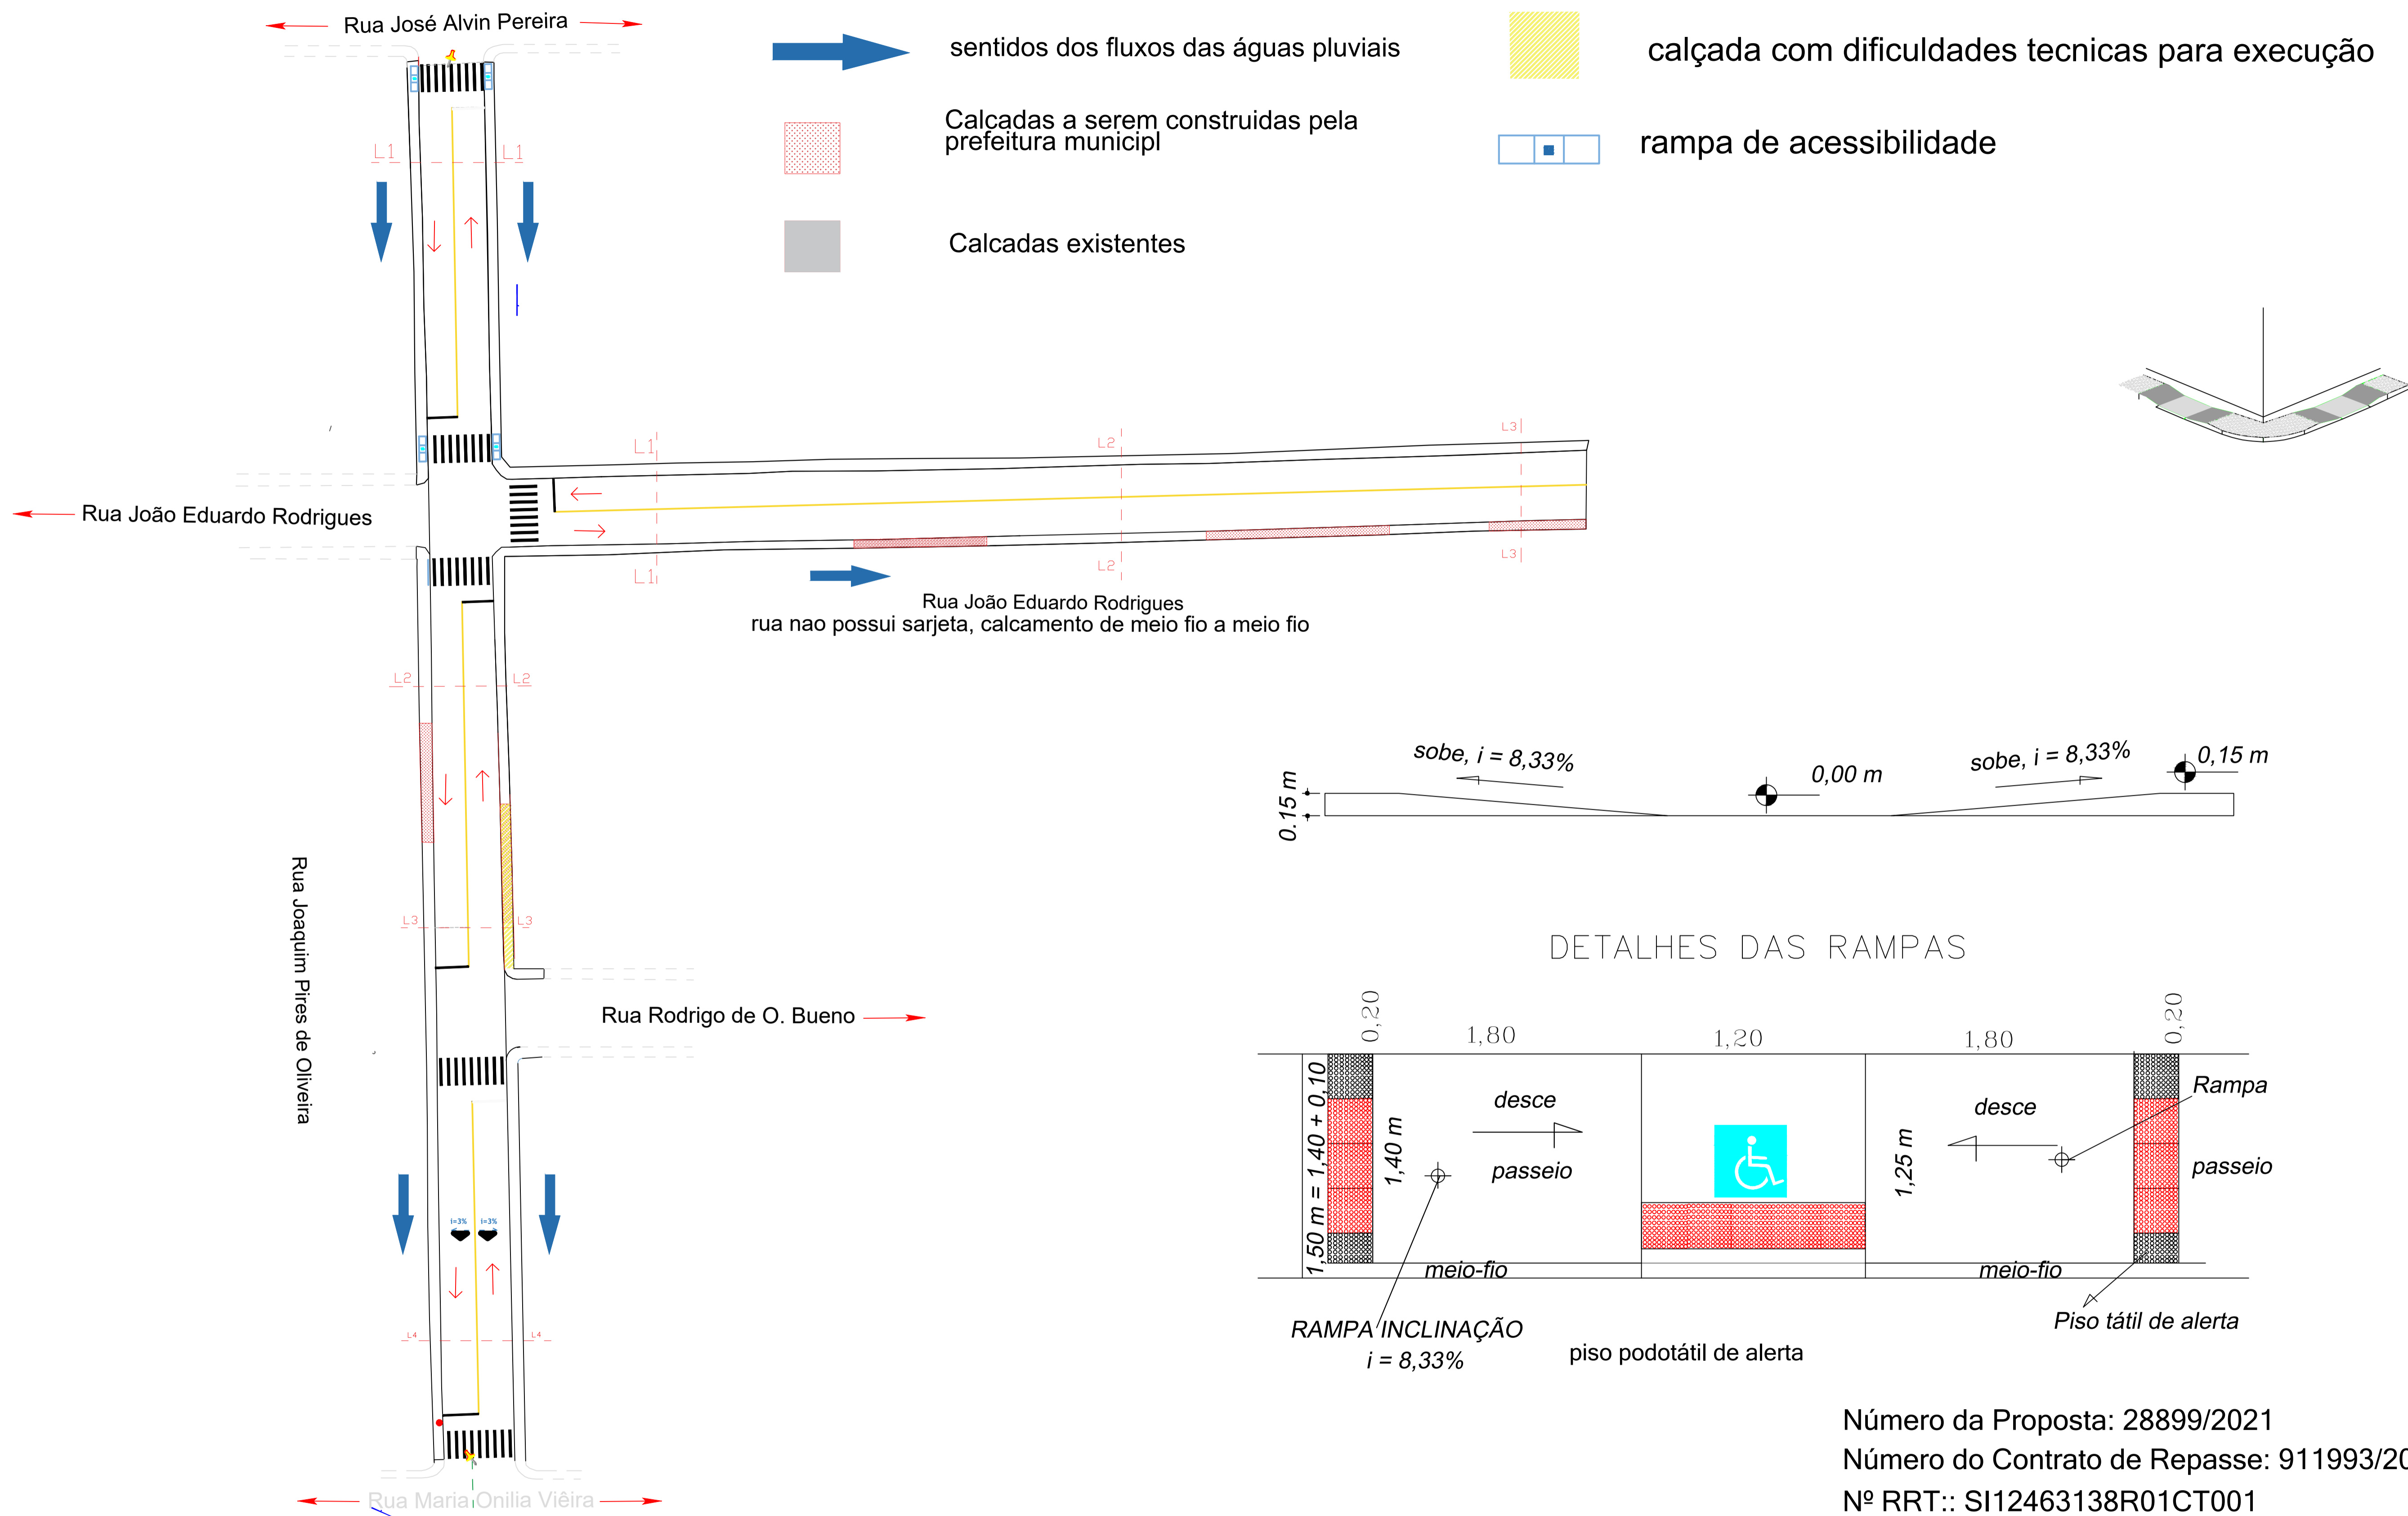 Rua José Alvin Pereira
sentidos dos fluxos das águas pluviais
calçada com dificuldades tecnicas para execução
Calcadas a serem construidas pela
prefeitura municipl
rampa de acessibilidade
Calcadas existentes
L1
L1
L1
L2
L3
Rua João Eduardo Rodrigues
L1
L2
L3
Rua João Eduardo Rodrigues
rua nao possui sarjeta, calcamento de meio fio a meio fio
L2
L2
L3
L3
Rua Joaquim Pires de Oliveira
Rua Rodrigo de O. Bueno
i=3%
i=3%
L4
L4
Rua Maria Onilia Viêira
sobe, i = 8,33%
0,00 m
sobe, i = 8,33%
0,15 m
0.15 m
DETALHES DAS RAMPAS
0,20
1,80
1,20
1,80
0,20
1,50 m = 1,40 + 0,10
1,40 m
desce
passeio
1,25 m
desce
Rampa
passeio
meio-fio
meio-fio
RAMPA INCLINAÇÃO
i = 8,33%
piso podotátil de alerta
Piso tátil de alerta
Número da Proposta: 28899/2021
Número do Contrato de Repasse: 911993/20
Nº RRT:: SI12463138R01CT001